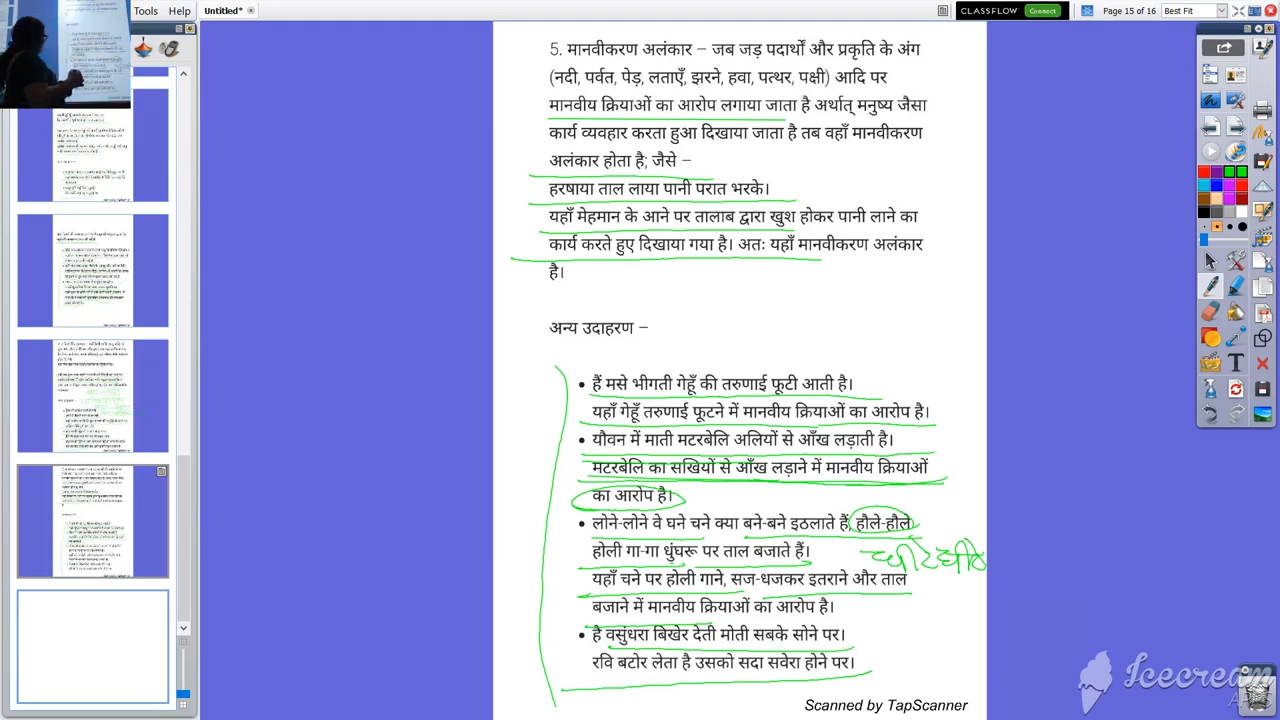 Tools Help
Untitled*
CLASSFLOW
Connect
Page 15 of 16
Best Fit
5. मानवीकरण अलंकार – जब जड़ पदार्थों और प्रकृति के अंग
(नदी, पर्वत, पेड़, लताएँ, झरने, हवा, पत्थर, पक्षी) आदि पर
मानवीय क्रियाओं का आरोप लगाया जाता है अर्थात् मनुष्य जैसा
कार्य व्यवहार करता हुआ दिखाया जाता है तब वहाँ मानवीकरण
अलंकार होता है; जैसे –
हरषाया ताल लाया पानी परात भरके।
यहाँ मेहमान के आने पर तालाब द्वारा खुश होकर पानी लाने का
कार्य करते हुए दिखाया गया है। अतः यहाँ मानवीकरण अलंकार
है।
अन्य उदाहरण –
• हैं मसे भीगती गेहूँ की तरुणाई फूटी जाती है।
यहाँ गेहूँ तरुणाई फूटने में मानवीय क्रियाओं का आरोप है।
• यौवन में माती मटरबेलि अलियों से आँख लड़ाती है।
मटरबेलि का सखियों से आँख लड़ाने में मानवीय क्रियाओं
का आरोप है।
• लोने-लोने वे घने चने क्या बने-बने इठलाते हैं, हौले-हौले
होली गा-गा धुंघरू पर ताल बजाते हैं।
धीरे धीरे
यहाँ चने पर होली गाने, सज-धजकर इतराने और ताल
बजाने में मानवीय क्रियाओं का आरोप है।
• है वसुंधरा बिखेर देती मोती सबके सोने पर।
रवि बटोर लेता है उसको सदा सवेरा होने पर।
Scanned by TapScanner
Icecream
APPS